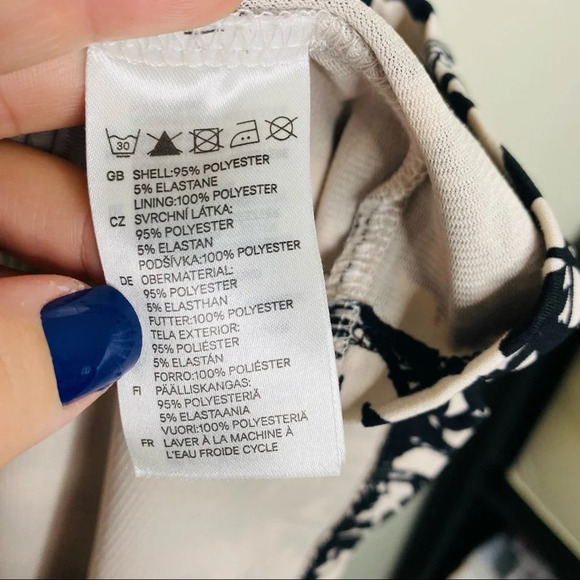 30
GB SHELL:95% POLYESTER
5% ELASTANE
LINING:100% POLYESTER
CZ SVRCHNÍ LÁTKA:
95% POLYESTER
5% ELASTAN
PODŠÍVKA:100% POLYESTER
DE OBERMATERIAL:
95% POLYESTER
5% ELASTHAN
FUTTER:100% POLYESTER
TELA EXTERIOR:
95% POLIÉSTER
5% ELASTÁN
FORRO:100% POLIÉSTER
FI PÄÄLLISKANGAS:
95% POLYESTERIÄ
5% ELASTAANIA
VUORI:100% POLYESTERIÄ
FR LAVER À LA MACHINE À
L'EAU FROIDE CYCLE